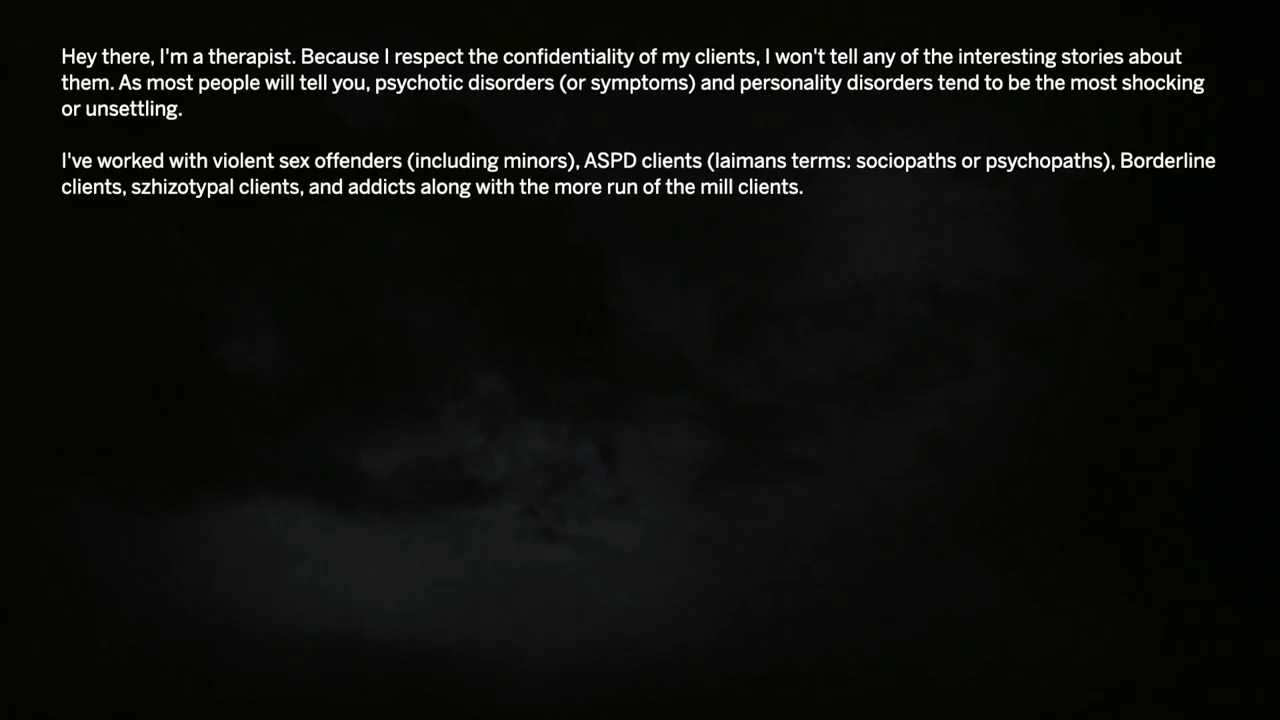 Hey there, I'm a therapist. Because I respect the confidentiality of my clients, I won't tell any of the interesting stories about
them. As most people will tell you, psychotic disorders (or symptoms) and personality disorders tend to be the most shocking
or unsettling.
I've worked with violent sex offenders (including minors), ASPD clients (laimans terms: sociopaths or psychopaths), Borderline
clients, szhizotypal clients, and addicts along with the more run of the mill clients.